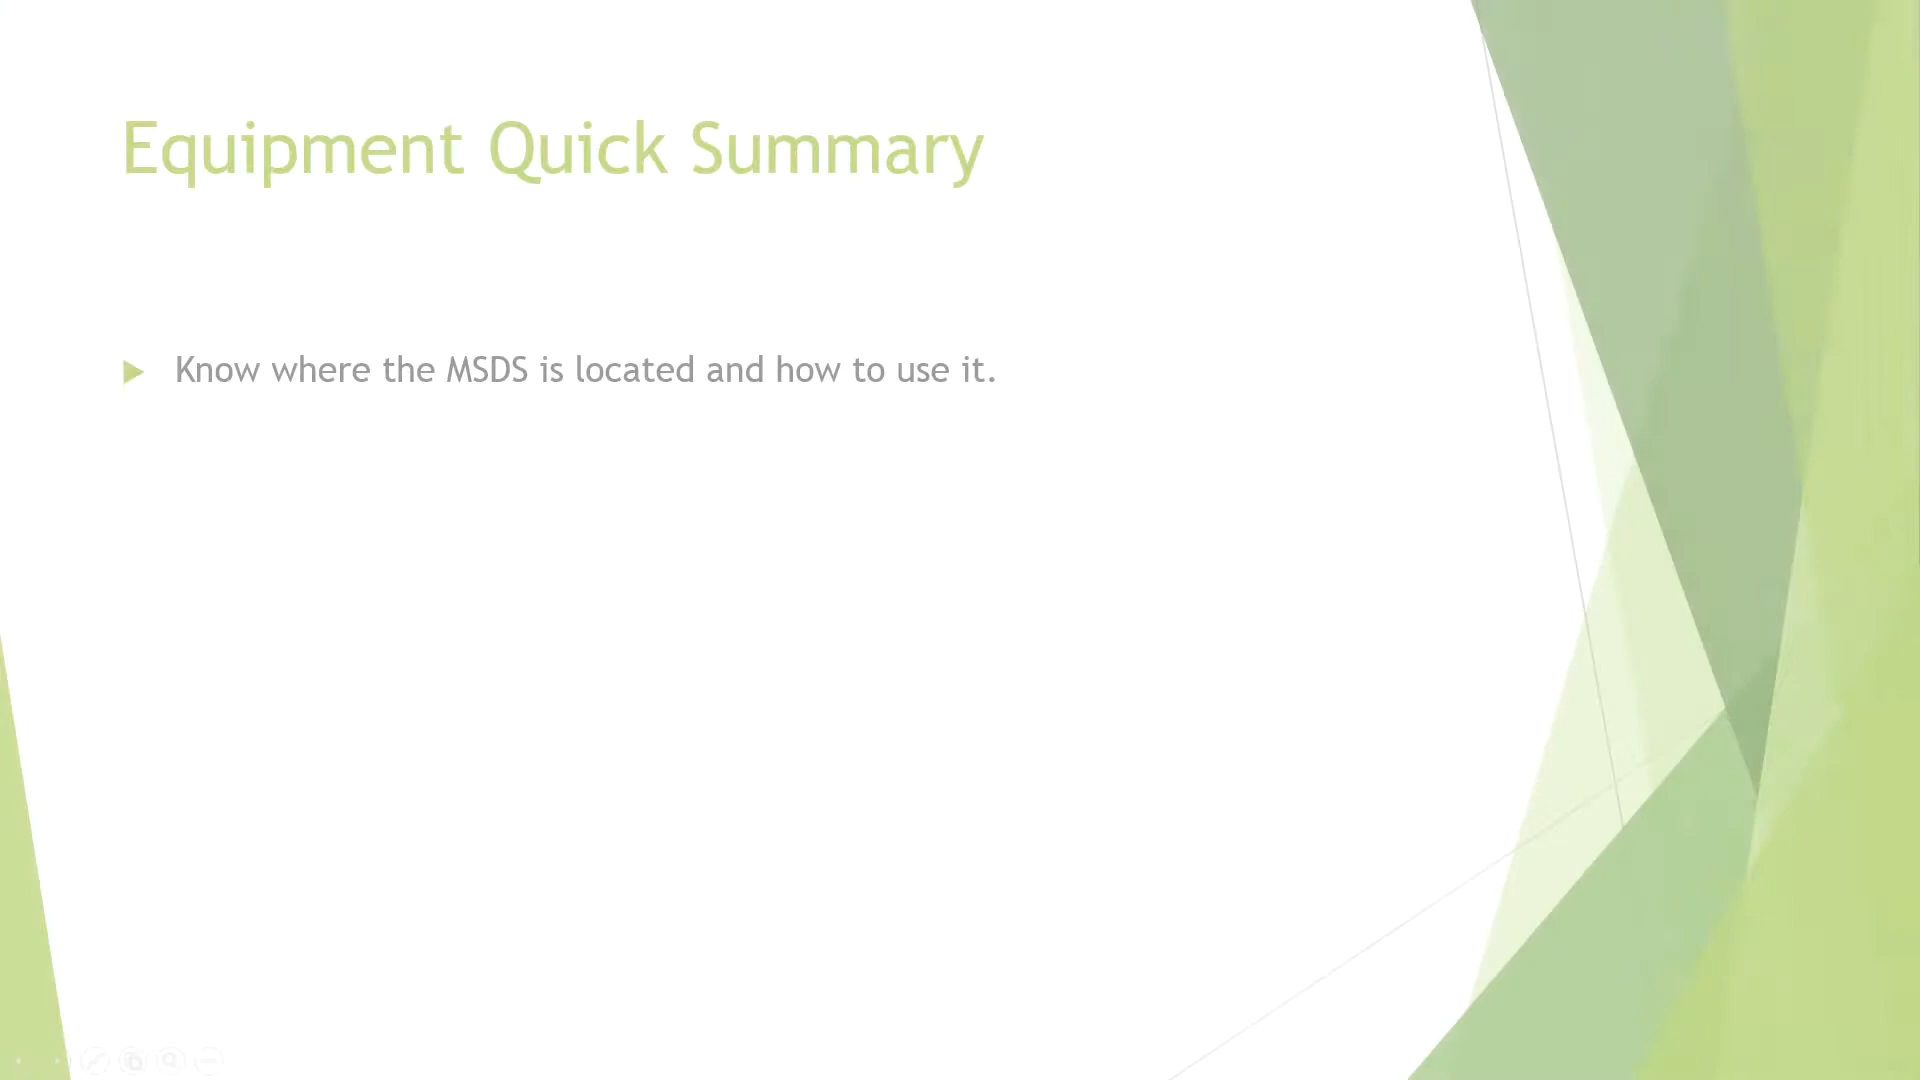 Equipment Quick Summary
Know where the MSDS is located and how to use it.